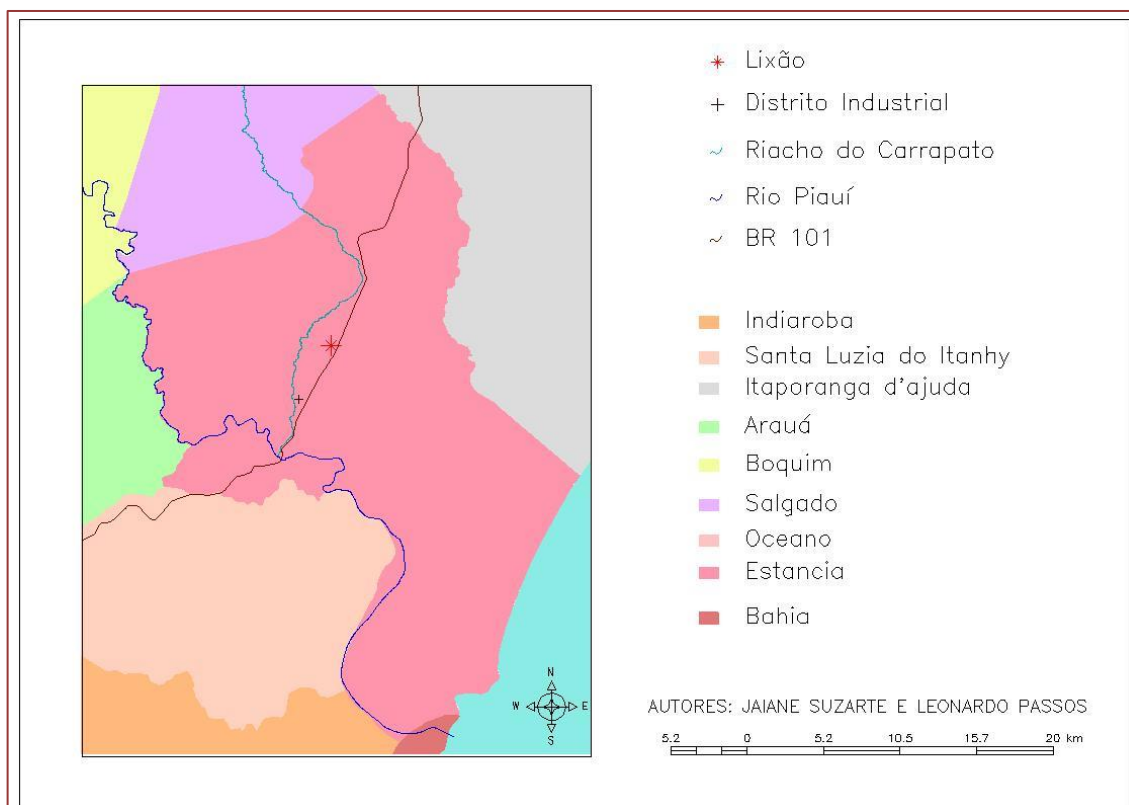 Lixão
Distrito Industrial
Riacho do Carrapato
Rio Piauí
BR 101
Indiaroba
Santa Luzia do Itanhy
Itaporanga d'ajuda
Arauá
Boquim
Salgado
Oceano
Estancia
Bahia
N
W E
S
AUTORES: JAIANE SUZARTE E LEONARDO PASSOS
5.2 0 5.2 10.5 15.7 20 km